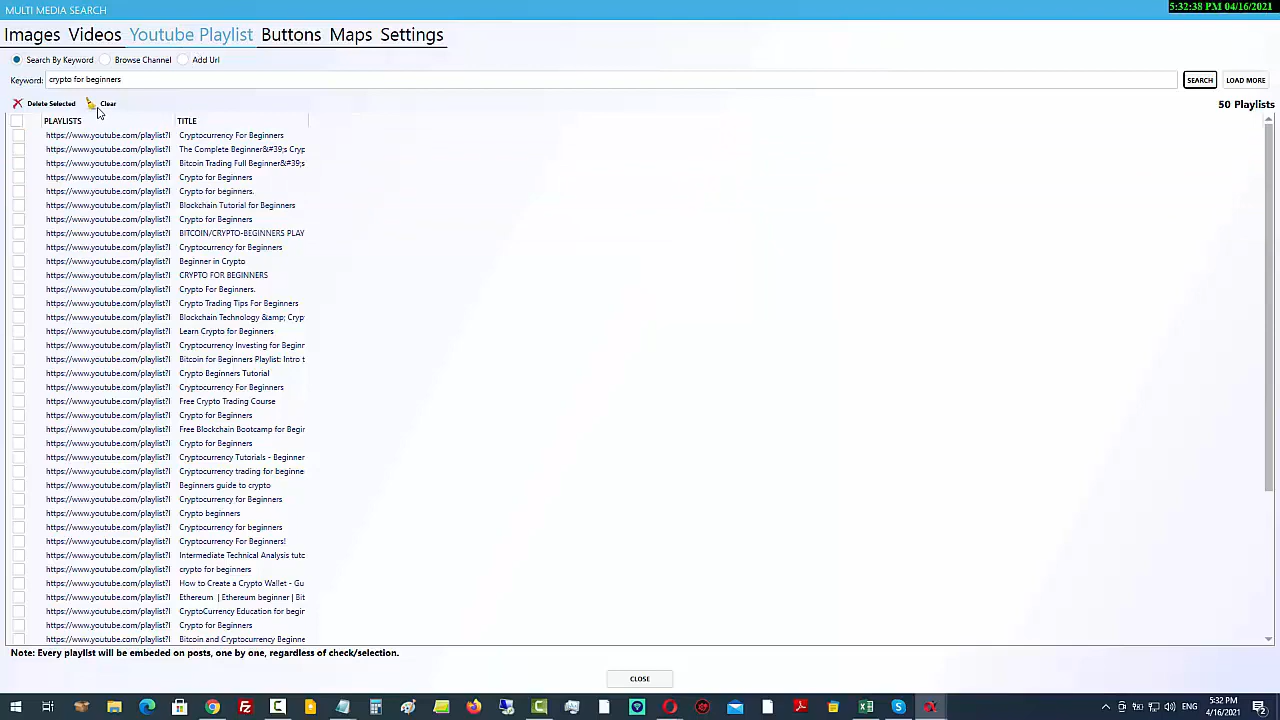 MULTI MEDIA SEARCH
5:32:38 PM 04/16/2021
Images Videos Youtube Playlist Buttons Maps Settings
Search By Keyword Browse Channel Add Url
Keyword: crypto for beginners SEARCH LOAD MORE
Delete Selected Clear 50 Playlists
PLAYLISTS TITLE
https://www.youtube.com/playlist?l Cryptocurrency For Beginners
https://www.youtube.com/playlist?l The Complete Beginner&#39;s Cryp
https://www.youtube.com/playlist?l Bitcoin Trading Full Beginner&#39;s
https://www.youtube.com/playlist?l Crypto for Beginners
https://www.youtube.com/playlist?l Crypto for beginners.
https://www.youtube.com/playlist?l Blockchain Tutorial for Beginners
https://www.youtube.com/playlist?l Crypto for Beginners
https://www.youtube.com/playlist?l BITCOIN/CRYPTO-BEGINNERS PLAY
https://www.youtube.com/playlist?l Cryptocurrency for Beginners
https://www.youtube.com/playlist?l Beginner in Crypto
https://www.youtube.com/playlist?l CRYPTO FOR BEGINNERS
https://www.youtube.com/playlist?l Crypto For Beginners.
https://www.youtube.com/playlist?l Crypto Trading Tips For Beginners
https://www.youtube.com/playlist?l Blockchain Technology &amp; Cryp
https://www.youtube.com/playlist?l Learn Crypto for Beginners
https://www.youtube.com/playlist?l Cryptocurrency Investing for Beginr
https://www.youtube.com/playlist?l Bitcoin for Beginners Playlist: Intro t
https://www.youtube.com/playlist?l Crypto Beginners Tutorial
https://www.youtube.com/playlist?l Cryptocurrency For Beginners
https://www.youtube.com/playlist?l Free Crypto Trading Course
https://www.youtube.com/playlist?l Crypto for Beginners
https://www.youtube.com/playlist?l Free Blockchain Bootcamp for Begir
https://www.youtube.com/playlist?l Crypto for Beginners
https://www.youtube.com/playlist?l Cryptocurrency Tutorials - Beginner
https://www.youtube.com/playlist?l Cryptocurrency trading for beginne
https://www.youtube.com/playlist?l Beginners guide to crypto
https://www.youtube.com/playlist?l Cryptocurrency for Beginners
https://www.youtube.com/playlist?l Crypto beginners
https://www.youtube.com/playlist?l Cryptocurrency for beginners
https://www.youtube.com/playlist?l Cryptocurrency For Beginners!
https://www.youtube.com/playlist?l Intermediate Technical Analysis tutc
https://www.youtube.com/playlist?l crypto for beginners
https://www.youtube.com/playlist?l How to Create a Crypto Wallet - Gu
https://www.youtube.com/playlist?l Ethereum | Ethereum beginner | Bit
https://www.youtube.com/playlist?l CryptoCurrency Education for begir
https://www.youtube.com/playlist?l Crypto for Beginners
https://www.youtube.com/playlist?l Bitcoin and Cryptocurrency Beginne
Note: Every playlist will be embeded on posts, one by one, regardless of check/selection.
CLOSE
ENG 5:32 PM
4/16/2021